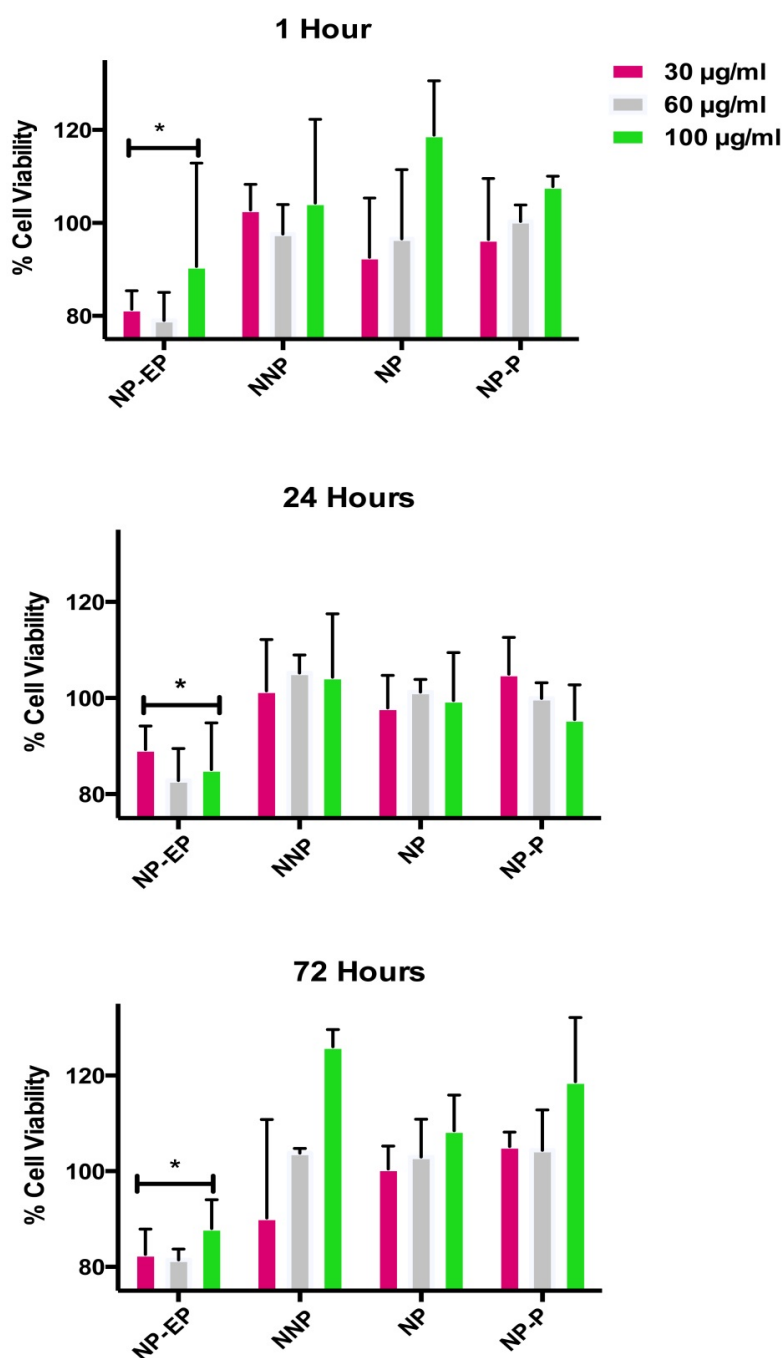 1 Hour
30 µg/ml
60 µg/ml
100 µg/ml
% Cell Viability
120
100
80
*
NP-EP
NNP
NP
NP-P
24 Hours
% Cell Viability
120
100
80
*
NP-EP
NNP
NP
NP-P
72 Hours
% Cell Viability
120
100
80
*
NP-EP
NNP
NP
NP-P